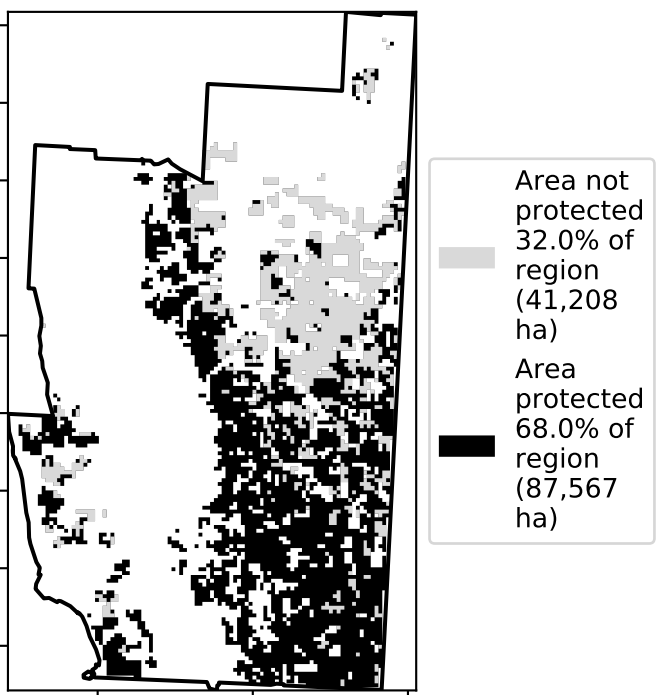 Area not
protected
32.0% of
region
(41,208
ha)
Area
protected
68.0% of
region
(87,567
ha)